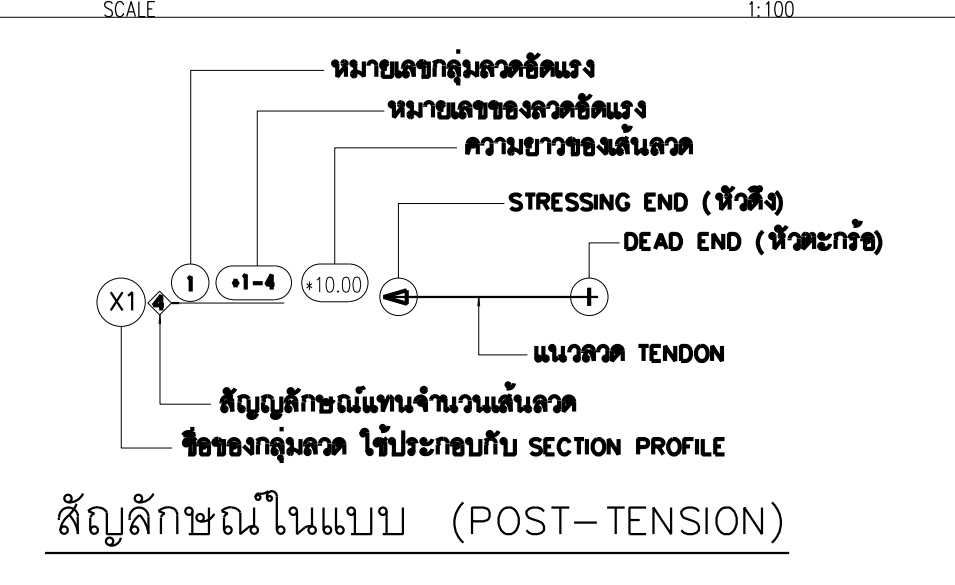 SCALE 1:100
หมายเลขกลุ่มลวดอัดแรง
หมายเลขของลวดอัดแรง
ความยาวของเส้นลวด
STRESSING END (หัวดึง)
DEAD END (หัวตะกร้อ)
X1 4 1 *1-4 *10.00
แนวลวด TENDON
สัญญลักษณ์แทนจำนวนเส้นลวด
ชื่อของกลุ่มลวด ใช้ประกอบกับ SECTION PROFILE
สัญลักษณ์ในแบบ (POST-TENSION)